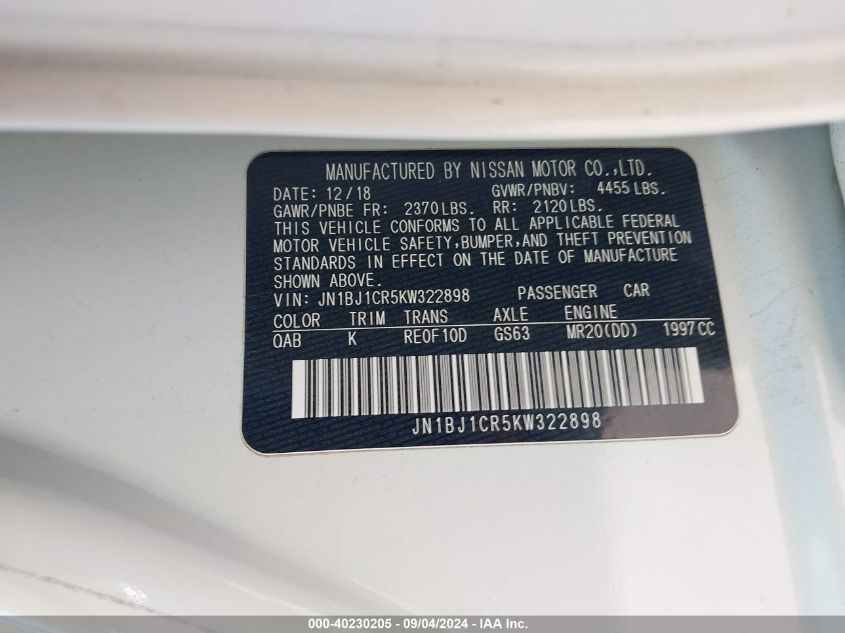 MANUFACTURED BY NISSAN MOTOR CO.,LTD.
DATE: 12/18 GVWR/PNBV: 4455 LBS.
GAWR/PNBE FR: 2370 LBS. RR: 2120 LBS.
THIS VEHICLE CONFORMS TO ALL APPLICABLE FEDERAL
MOTOR VEHICLE SAFETY, BUMPER, AND THEFT PREVENTION
STANDARDS IN EFFECT ON THE DATE OF MANUFACTURE
SHOWN ABOVE.
VIN: JN1BJ1CR5KW322898 PASSENGER CAR
COLOR TRIM TRANS AXLE ENGINE
QAB K REOF10D GS63 MR20(DD) 1997 CC
JN1BJ1CR5KW322898
000-40230205 - 09/04/2024 - IAA Inc.